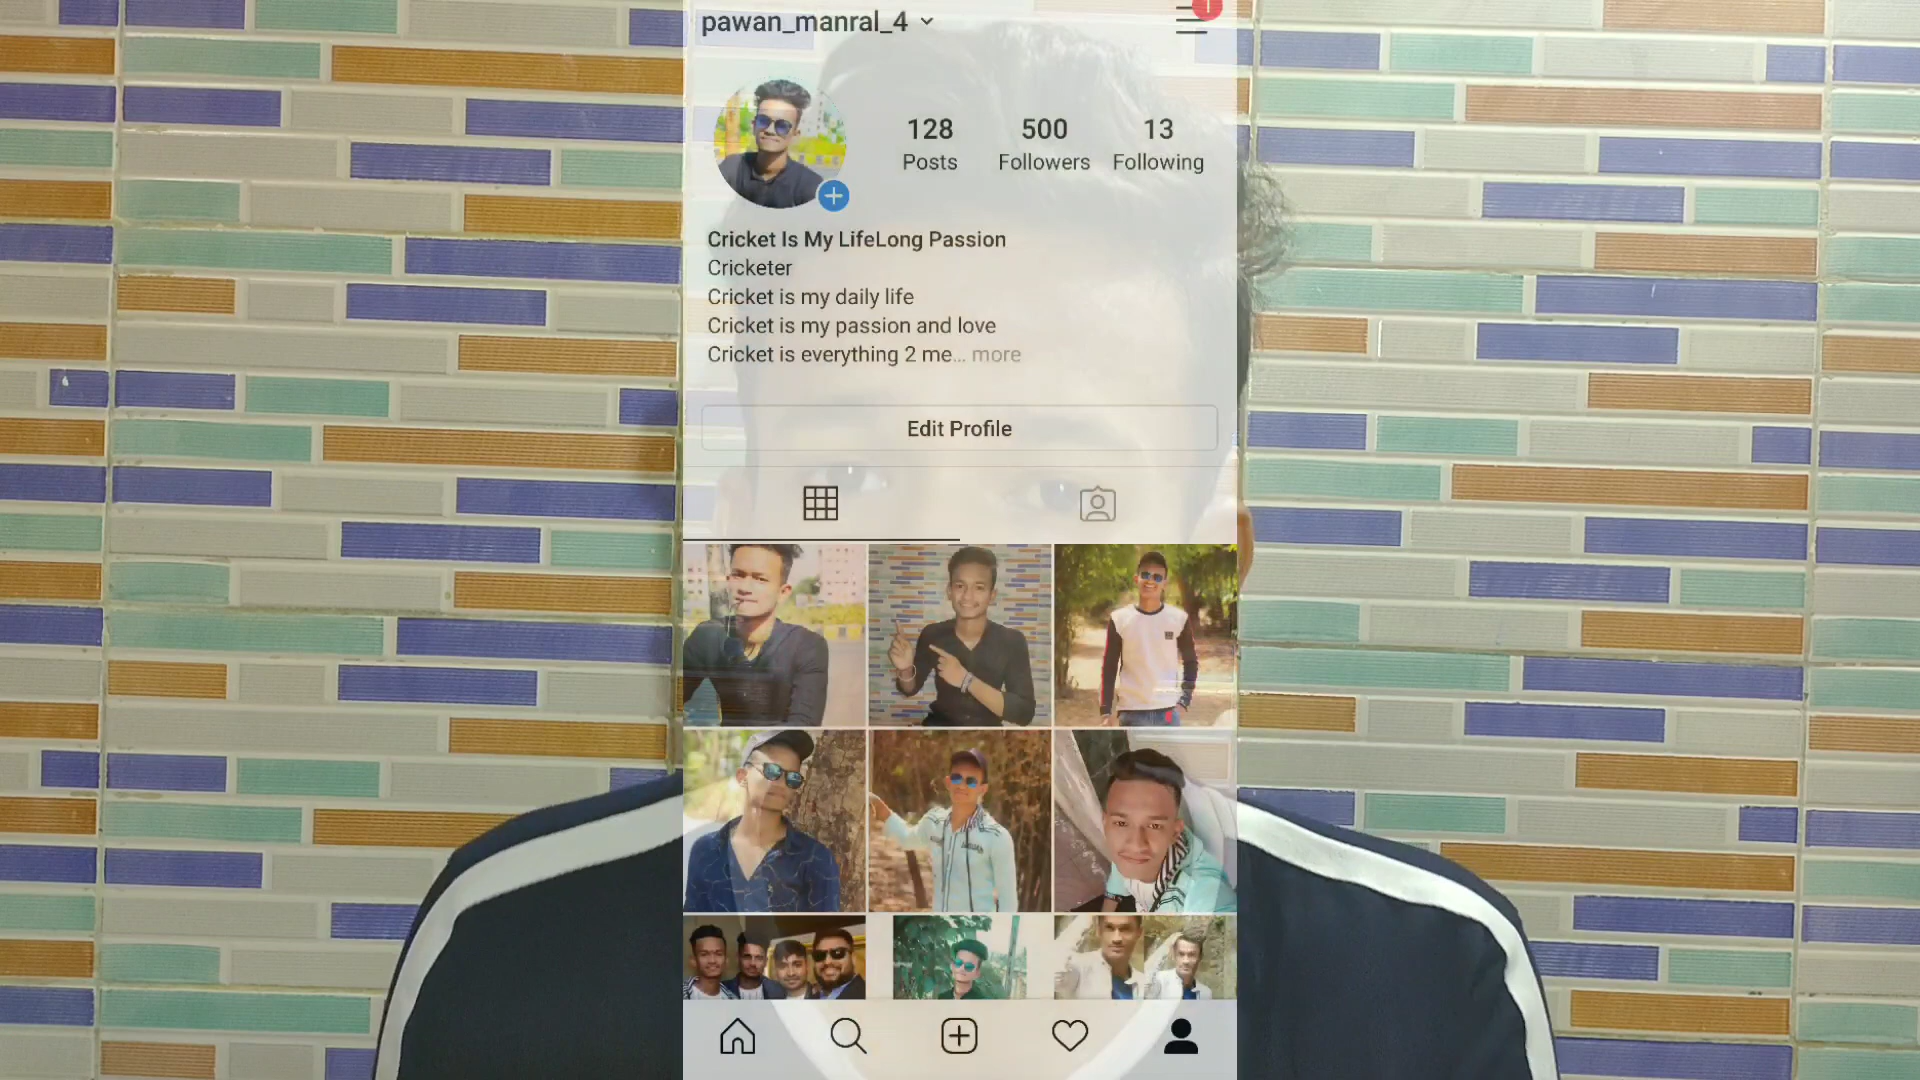 pawan_manral_4
1
128 500 13
Posts Followers Following
Cricket Is My LifeLong Passion
Cricketer
Cricket is my daily life
Cricket is my passion and love
Cricket is everything 2 me... more
Edit Profile